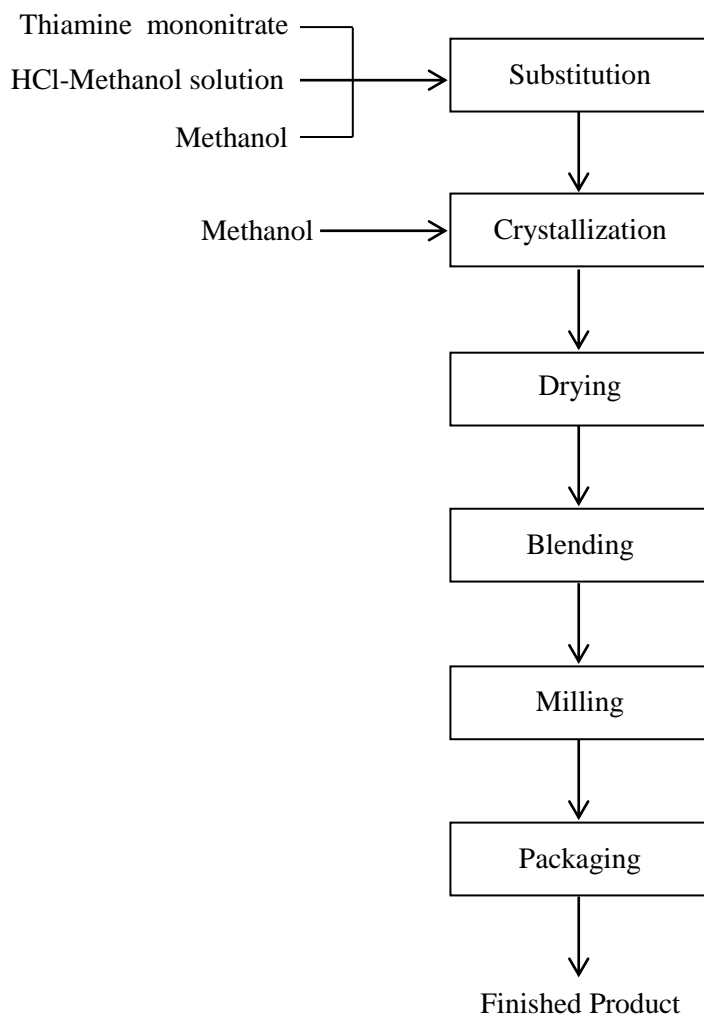 Thiamine mononitrate
HCl-Methanol solution
Methanol
Substitution
Methanol
Crystallization
Drying
Blending
Milling
Packaging
Finished Product